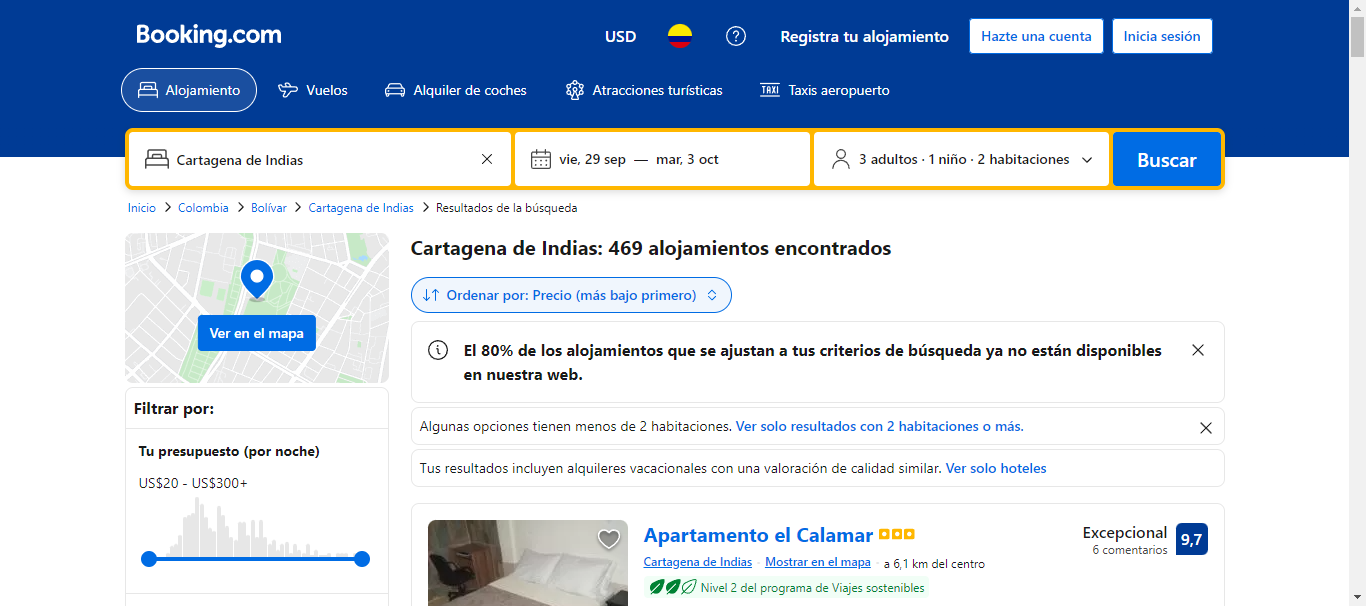 Booking.com
USD
Registra tu alojamiento
Hazte una cuenta
Inicia sesión
Alojamiento
Vuelos
Alquiler de coches
Atracciones turísticas
TAXI
Taxis aeropuerto
Cartagena de Indias
vie, 29 sep — mar, 3 oct
3 adultos · 1 niño · 2 habitaciones
Buscar
Inicio > Colombia > Bolívar > Cartagena de Indias > Resultados de la búsqueda
Ver en el mapa
Filtrar por:
Tu presupuesto (por noche)
US$20 - US$300+
Cartagena de Indias: 469 alojamientos encontrados
Ordenar por: Precio (más bajo primero)
El 80% de los alojamientos que se ajustan a tus criterios de búsqueda ya no están disponibles
en nuestra web.
Algunas opciones tienen menos de 2 habitaciones. Ver solo resultados con 2 habitaciones o más.
Tus resultados incluyen alquileres vacacionales con una valoración de calidad similar. Ver solo hoteles
Apartamento el Calamar
Cartagena de Indias · Mostrar en el mapa · a 6,1 km del centro
Nivel 2 del programa de Viajes sostenibles
Excepcional
6 comentarios
9,7